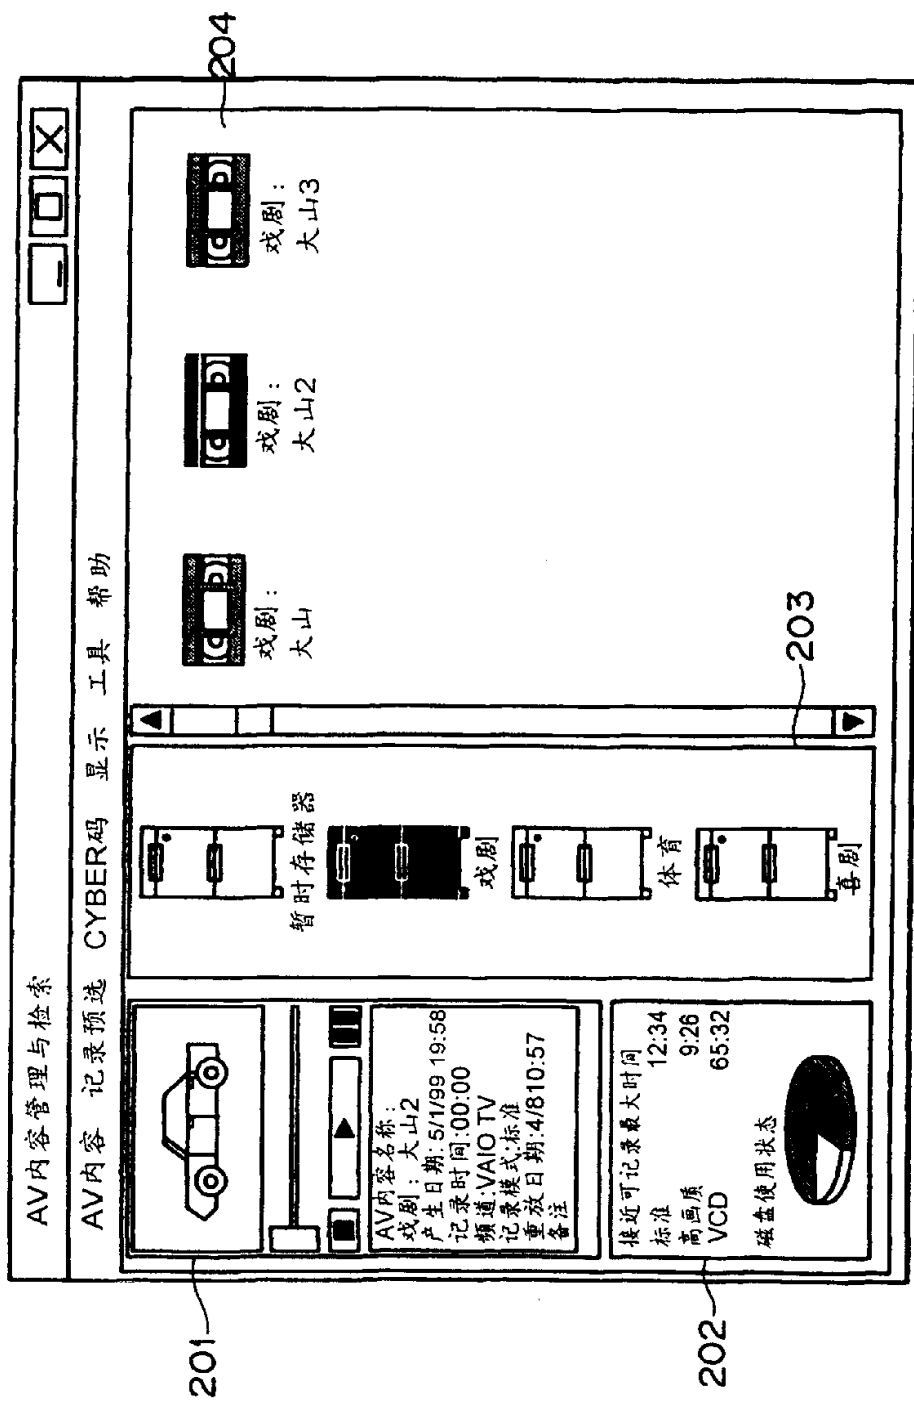 AV内容管理与检索
AV内容 记录预选 CYBER码 显示 工具 帮助
201
AV内容名称:
戏剧: 大山2
产生日期:5/1/99 19:58
记录时间:00:00
频道:VAIO TV
记录模式:标准
重放日期:4/810:57
备注
202
接近可记录最大时间
标准 12:34
高画质 9:26
VCD 65:32
磁盘使用状态
203
暂时存储器
戏剧
体育
喜剧
204
戏剧:
大山
戏剧:
大山2
戏剧:
大山3